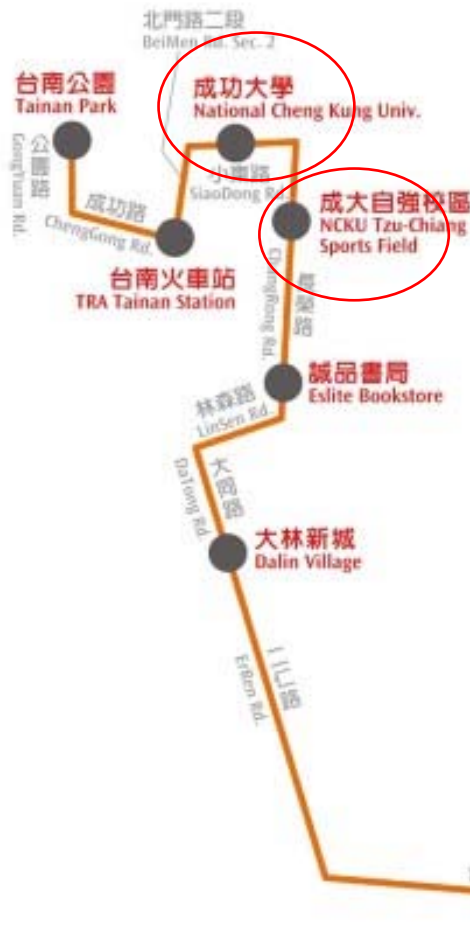 北門路二段
BeiMen Rd. Sec. 2
台南公園
Tainan Park
成功大學
National Cheng Kung Univ.
公園路
GongYuan Rd.
成功路
ChengGong Rd.
小東路
SiaoDong Rd.
成大自強校區
NCKU Tzu-Chiang
Sports Field
台南火車站
TRA Tainan Station
長榮路
ChangRong Rd.
誠品書局
Eslite Bookstore
林森路
LinSen Rd.
大同路
DaTong Rd.
大林新城
Dalin Village
ErRen Rd.